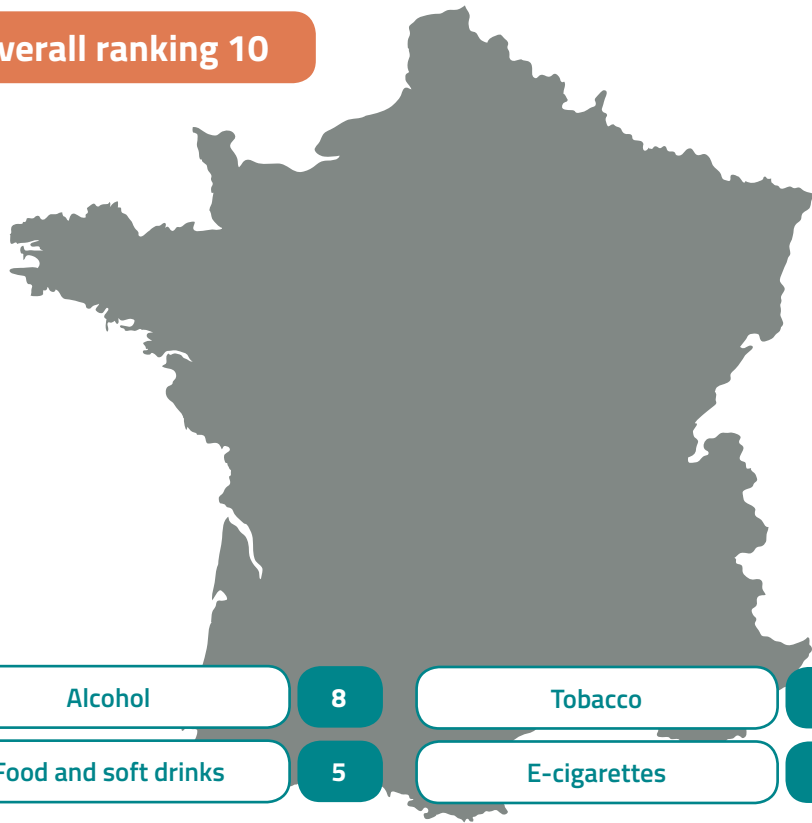 verall ranking 10
Alcohol 8 Tobacco
Food and soft drinks 5 E-cigarettes